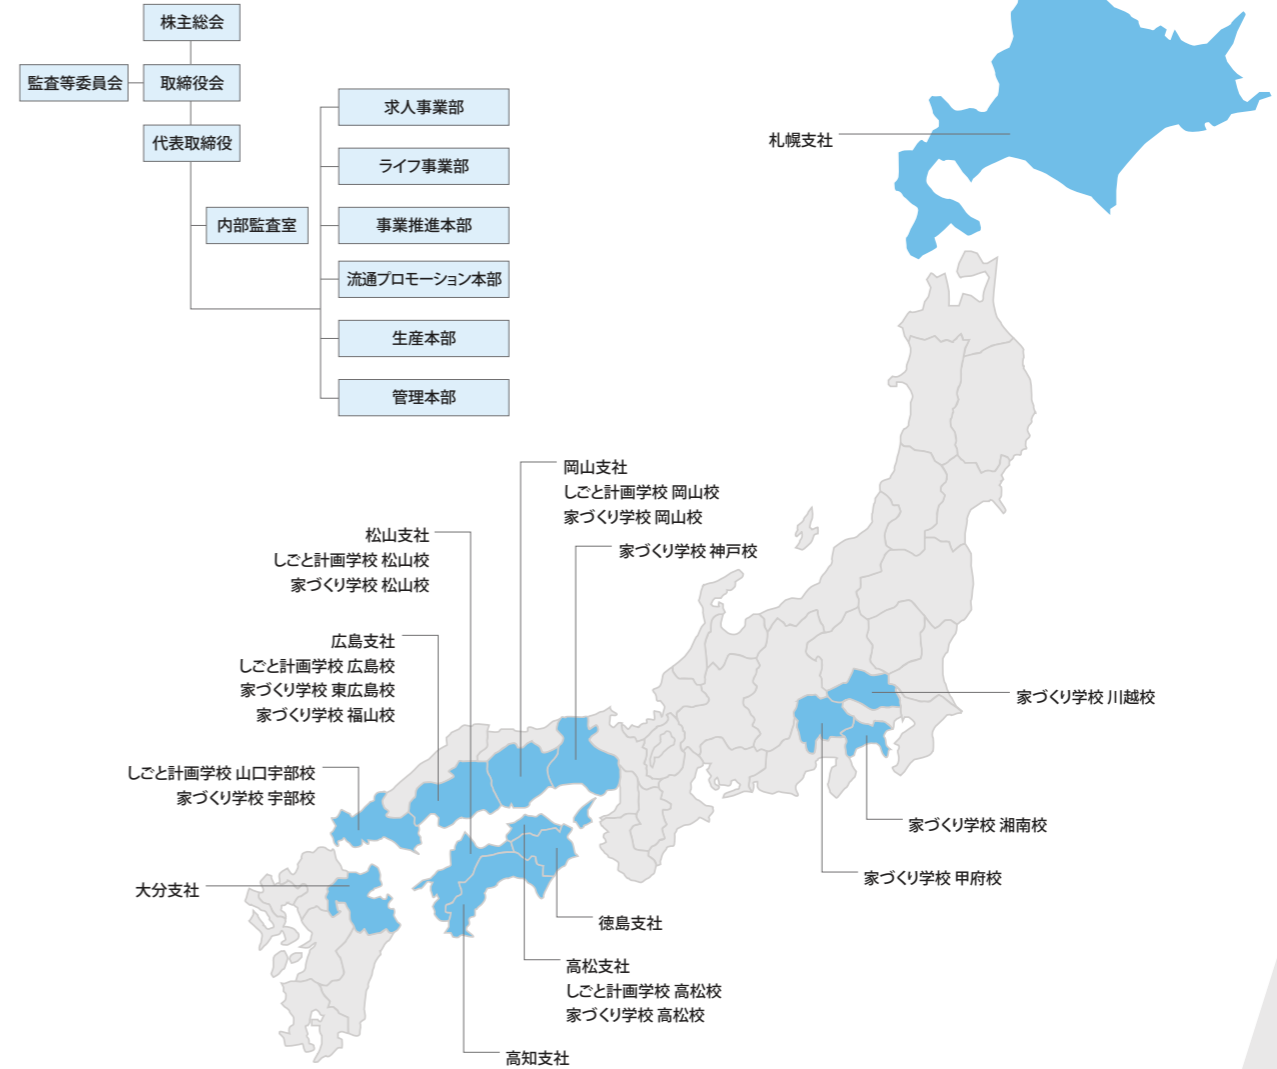 株主総会
監査等委員会
取締役会
代表取締役
内部監査室
求人事業部
ライフ事業部
事業推進本部
流通プロモーション本部
生産本部
管理本部
札幌支社
岡山支社
しごと計画学校 岡山校
家づくり学校 岡山校
家づくり学校 神戸校
松山支社
しごと計画学校 松山校
家づくり学校 松山校
広島支社
しごと計画学校 広島校
家づくり学校 東広島校
家づくり学校 福山校
しごと計画学校 山口宇部校
家づくり学校 宇部校
大分支社
家づくり学校 川越校
家づくり学校 湘南校
家づくり学校 甲府校
徳島支社
高松支社
しごと計画学校 高松校
家づくり学校 高松校
高知支社